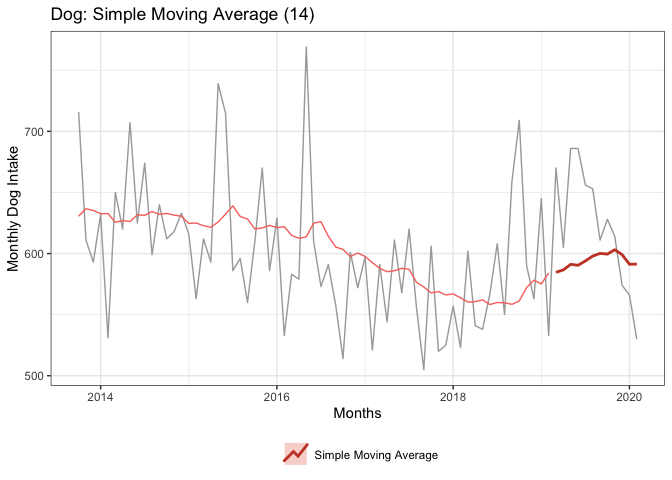 Dog: Simple Moving Average (14)
Monthly Dog Intake
700
600
500
2014
2016
2018
2020
Months
Simple Moving Average